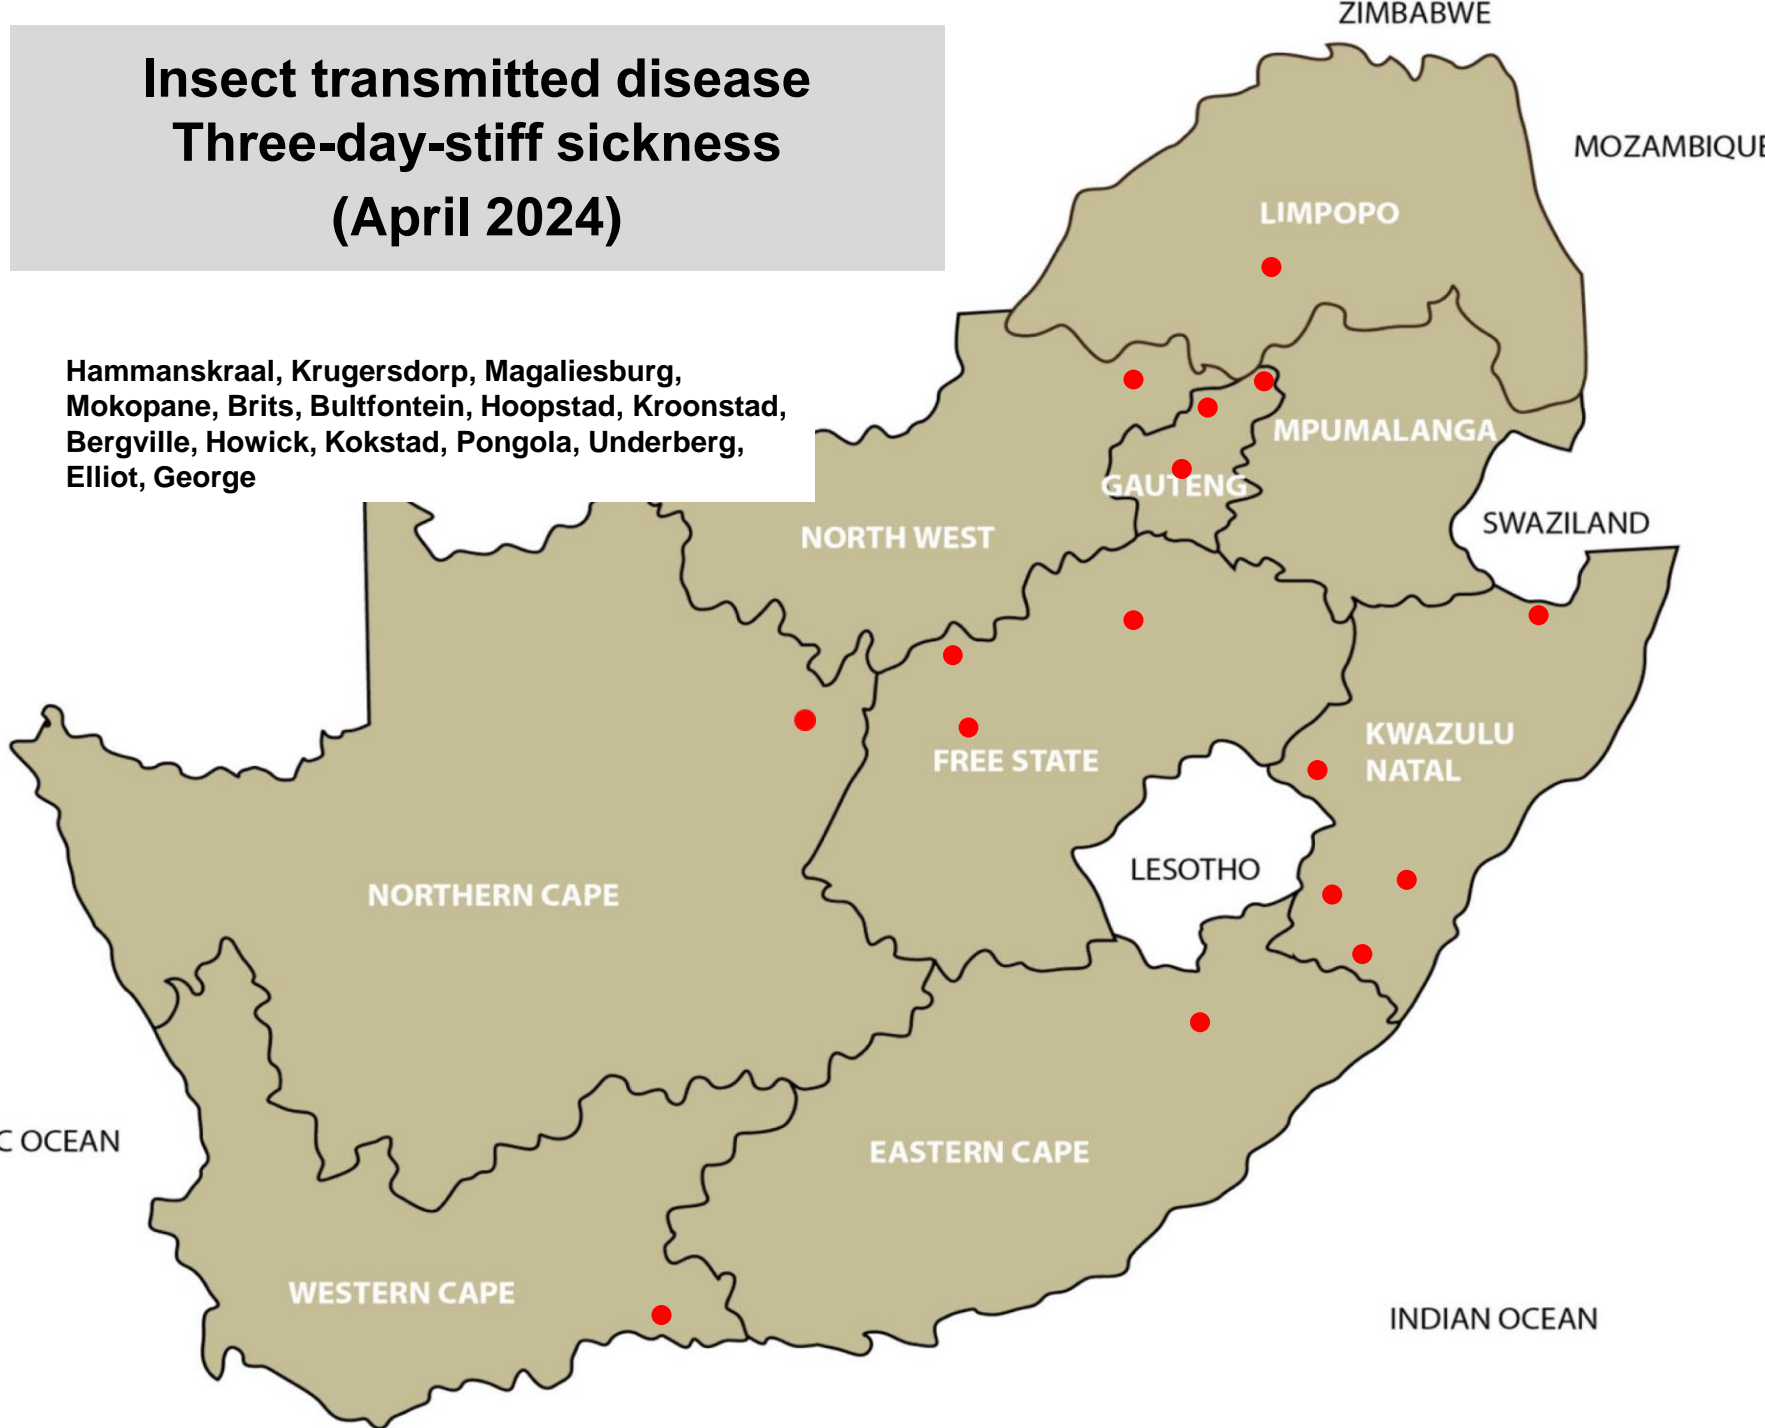 ZIMBABWE
Insect transmitted disease
Three-day-stiff sickness
(April 2024)
MOZAMBIQUE
LIMPOPO
Hammanskraal, Krugersdorp, Magaliesburg,
Mokopane, Brits, Bultfontein, Hoopstad, Kroonstad,
Bergville, Howick, Kokstad, Pongola, Underberg,
Elliot, George
MPUMALANGA
GAUTENG
SWAZILAND
NORTH WEST
KWAZULU
NATAL
FREE STATE
LESOTHO
NORTHERN CAPE
C OCEAN
EASTERN CAPE
WESTERN CAPE
INDIAN OCEAN